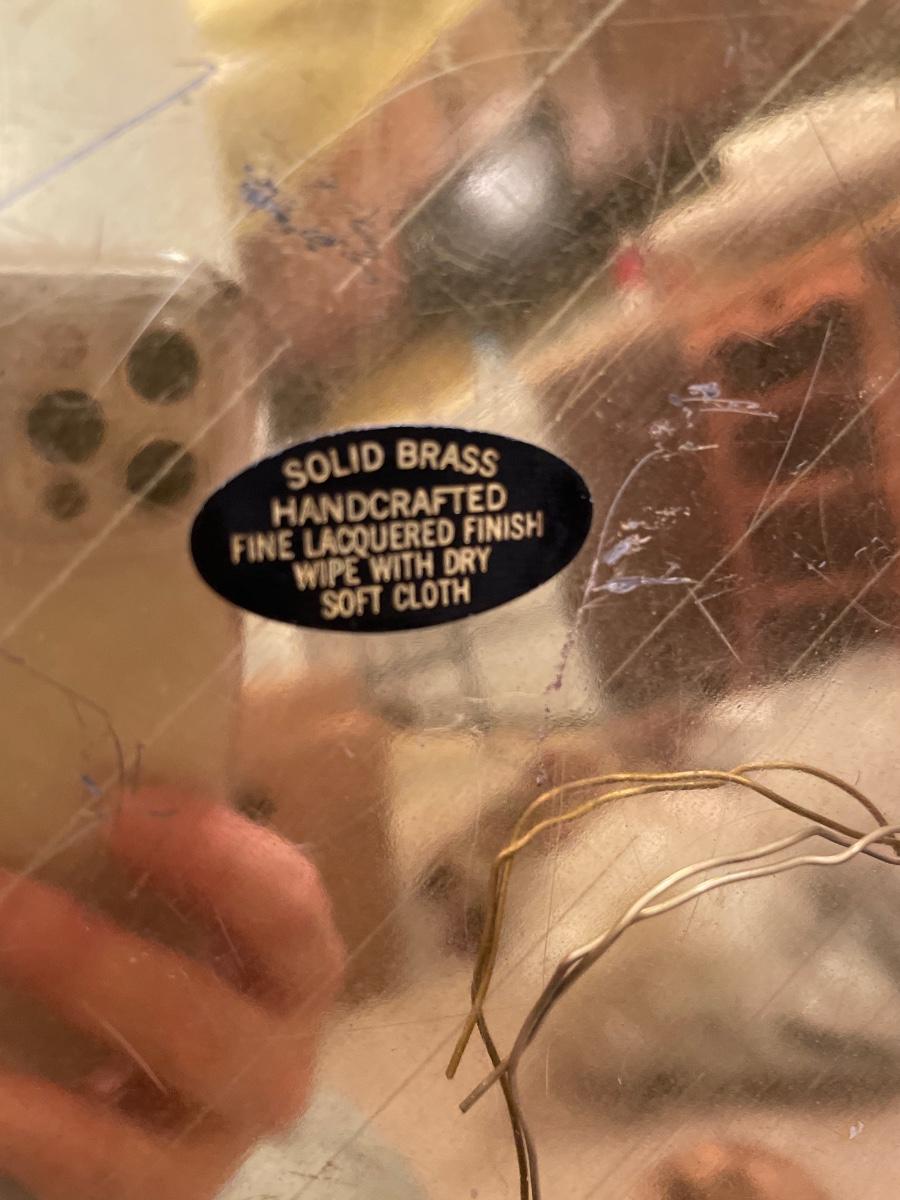 SOLID BRASS
HANDCRAFTED
FINE LACQUERED FINISH
WIPE WITH DRY
SOFT CLOTH